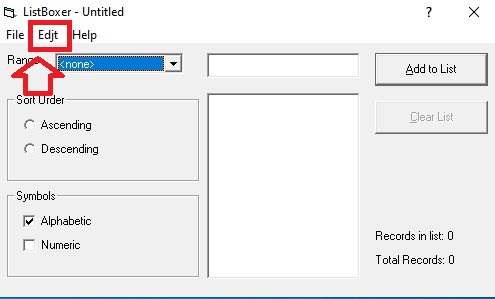 ListBoxer - Untitled
?
File Edjt Help
Range <none> Add to List
Sort Order
Ascending
Descending
Clear List
Symbols
Alphabetic
Numeric
Records in list: 0
Total Records: 0